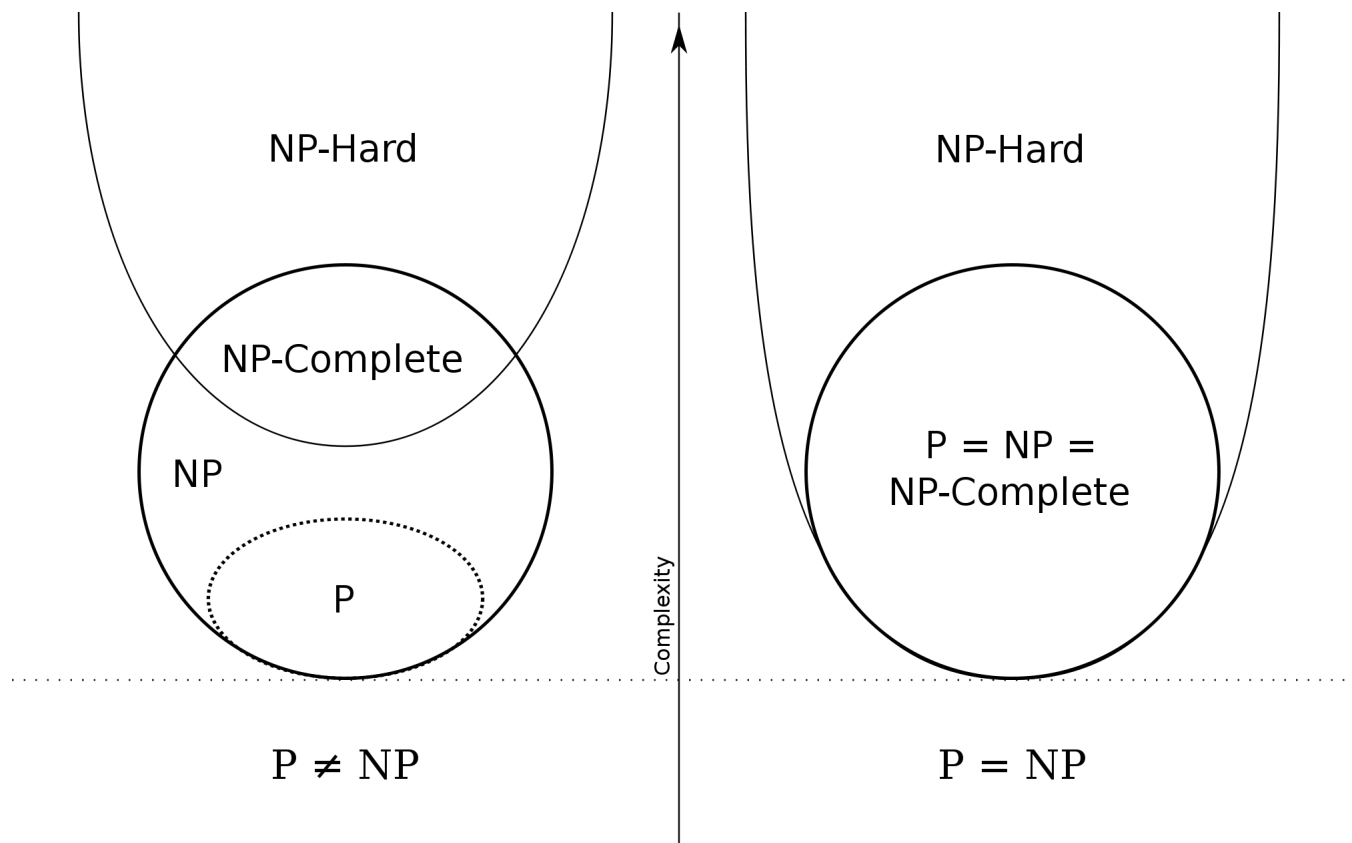 NP-Hard
NP-Complete
NP
P
P ≠ NP
Complexity
NP-Hard
P = NP =
NP-Complete
P = NP